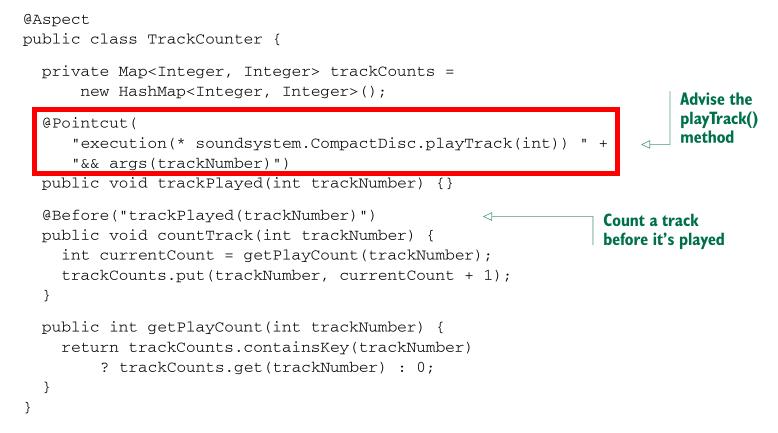 @Aspect
public class TrackCounter {
private Map<Integer, Integer> trackCounts =
new HashMap<Integer, Integer>();
@Pointcut(
"execution(* soundsystem.CompactDisc.playTrack(int)) " +
"&& args(trackNumber)")
public void trackPlayed(int trackNumber) {}
@Before("trackPlayed(trackNumber)")
public void countTrack(int trackNumber) {
int currentCount = getPlayCount(trackNumber);
trackCounts.put(trackNumber, currentCount + 1);
}
public int getPlayCount(int trackNumber) {
return trackCounts.containsKey(trackNumber)
? trackCounts.get(trackNumber) : 0;
}
}
Advise the
playTrack()
method
Count a track
before it's played